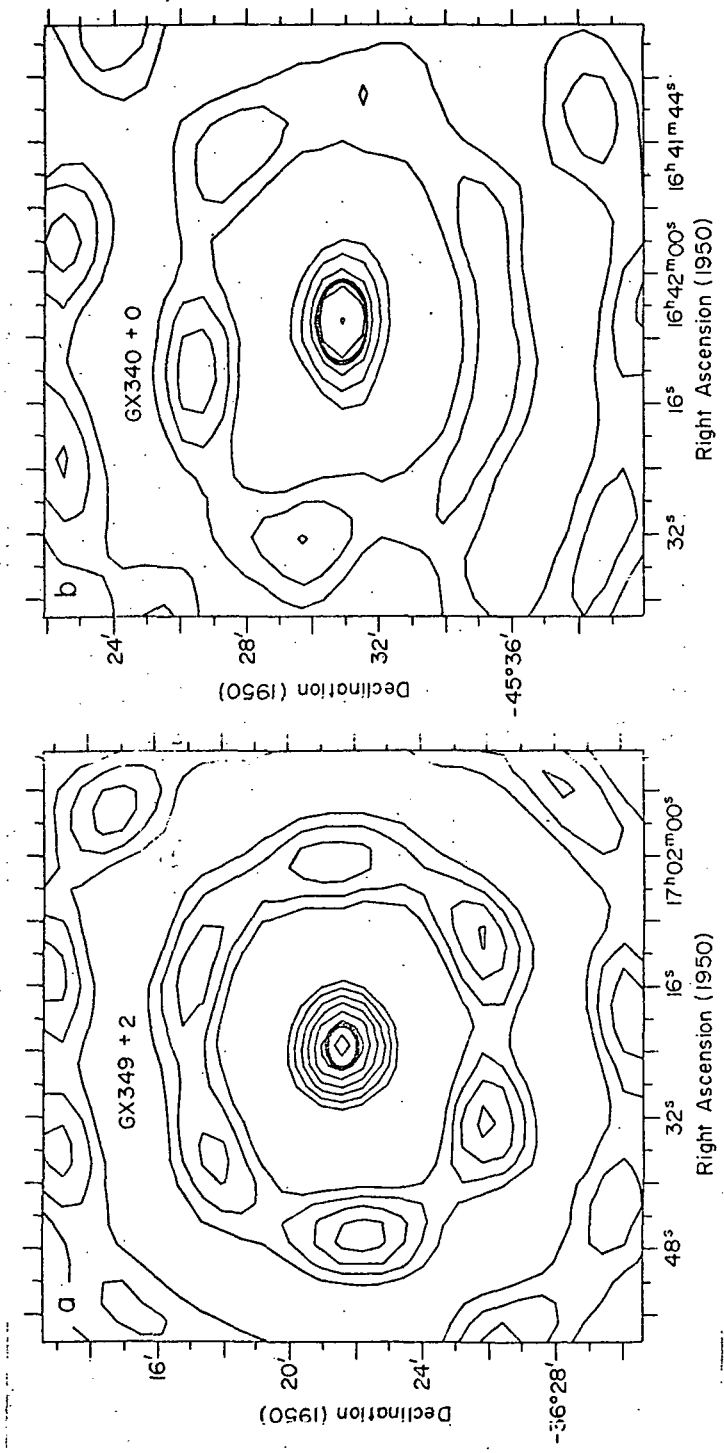 a
GX349 + 2
Declination (1950)
16'
20'
24'
-36°28'
48ˢ
32ˢ
16ˢ
17ʰ02ᵐ00ˢ
Right Ascension (1950)
b
GX340 + 0
Declination (1950)
24'
28'
32'
-45°36'
32ˢ
16ˢ
16ʰ42ᵐ00ˢ
16ʰ41ᵐ44ˢ
Right Ascension (1950)